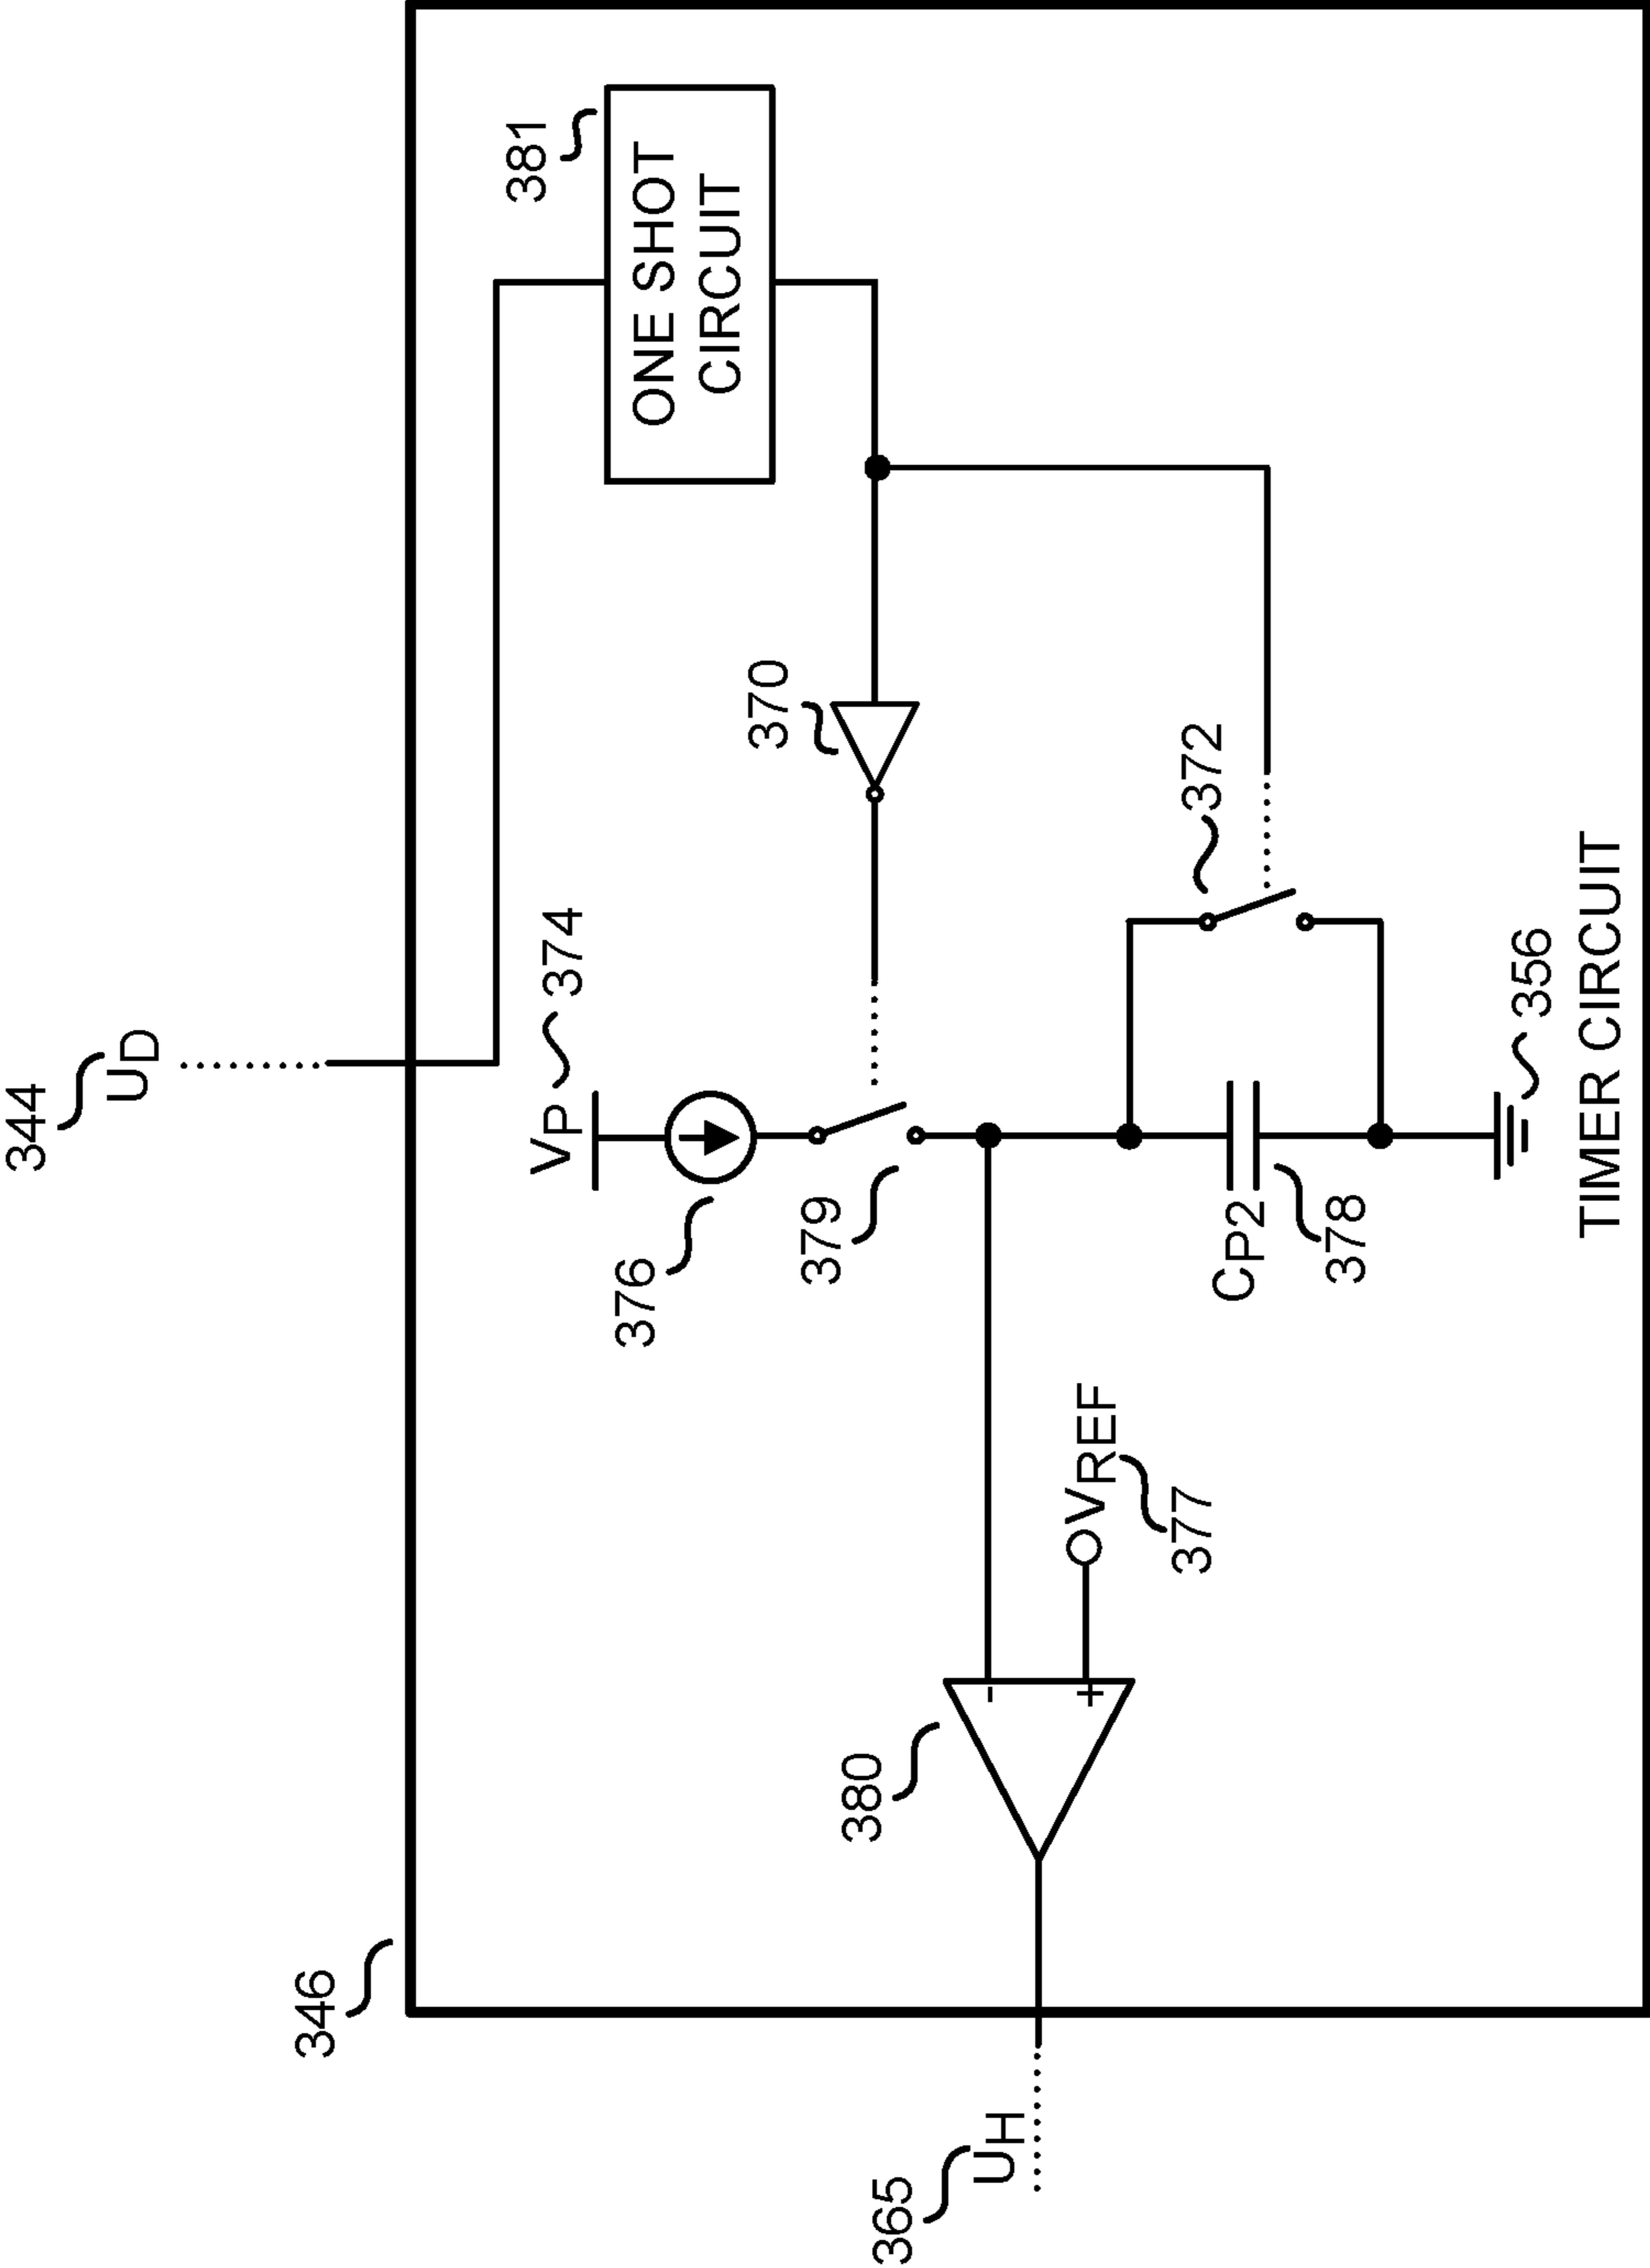 344
UD
346
381
ONE SHOT
CIRCUIT
VP 374
376
370
379
372
380
VREF
377
CP2
378
356
365
UH
TIMER CIRCUIT
-
+